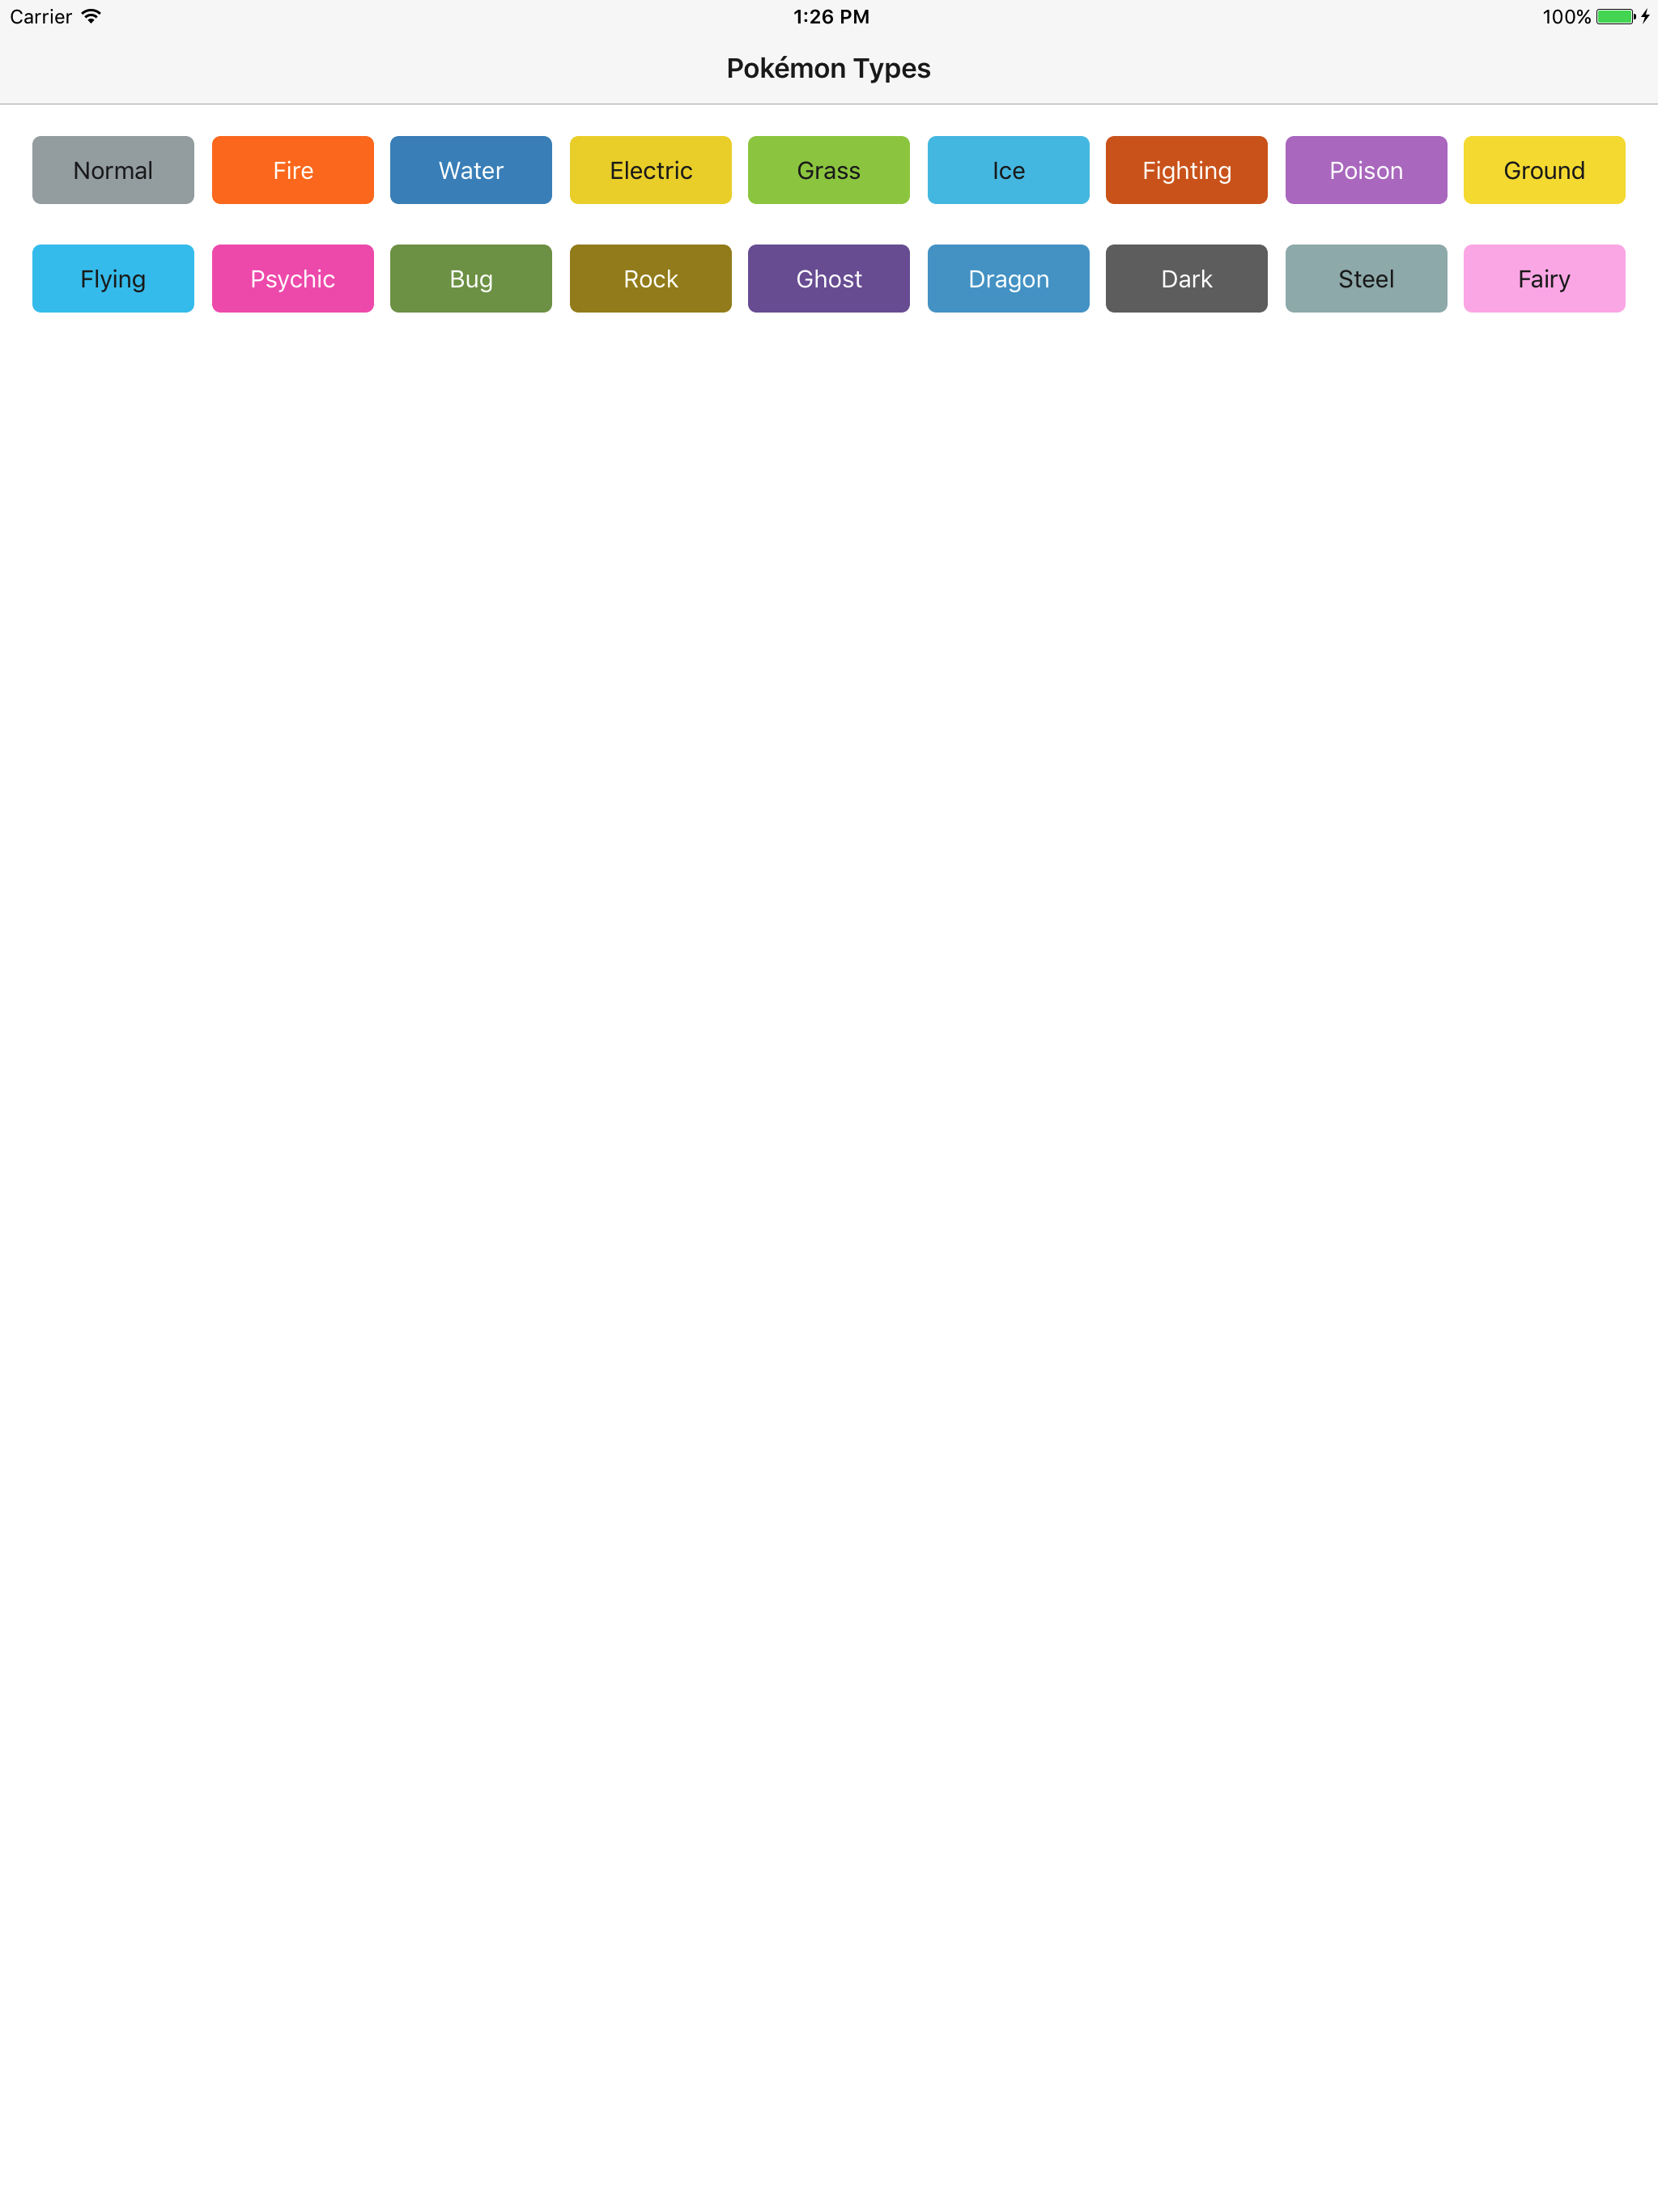 Carrier 1:26 PM 100%
Pokémon Types
Normal Fire Water Electric Grass Ice Fighting Poison Ground
Flying Psychic Bug Rock Ghost Dragon Dark Steel Fairy